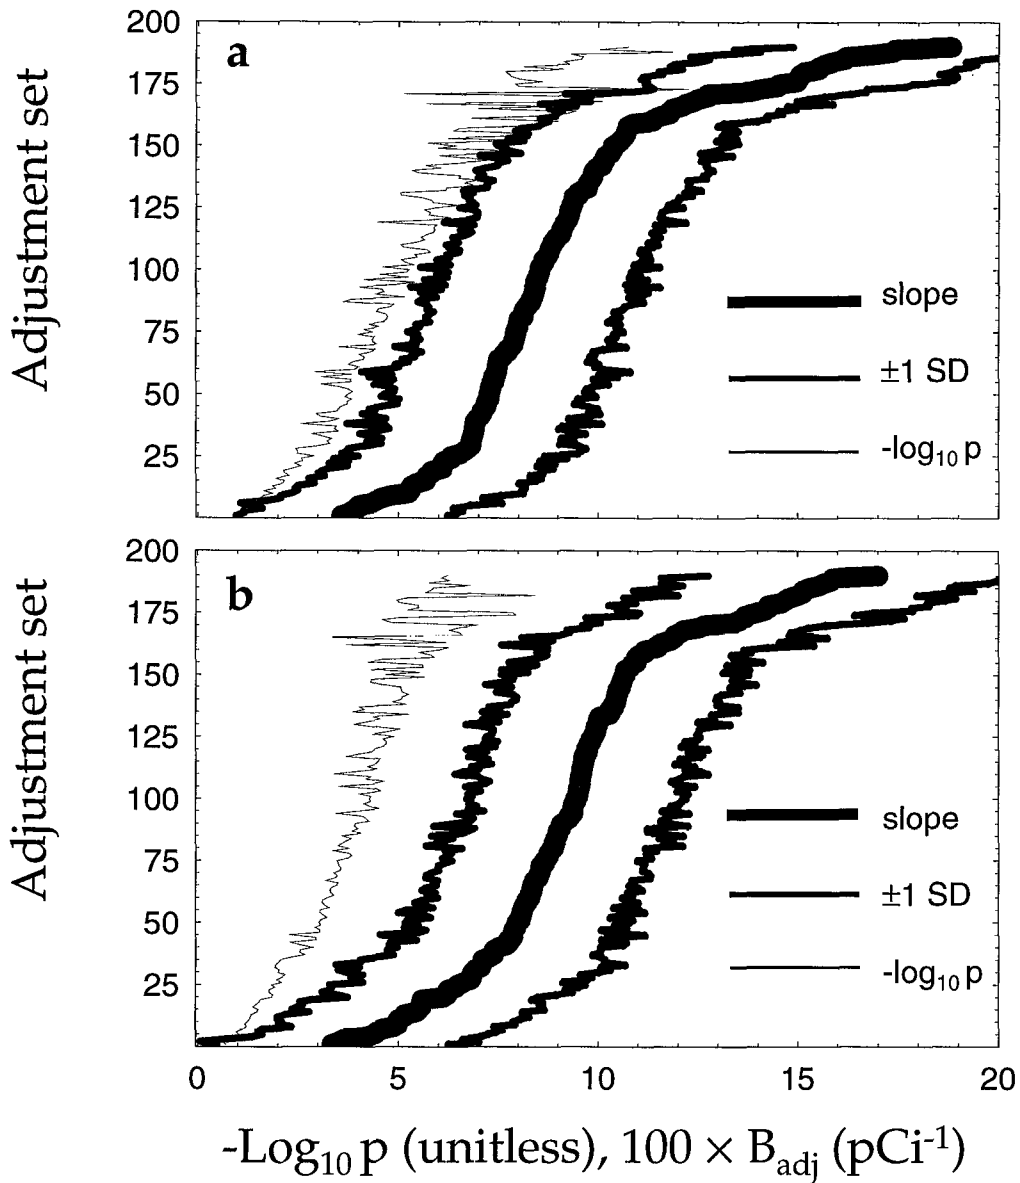 a
Adjustment set
200
175
150
125
100
75
50
25
slope
±1 SD
-log₁₀ p
b
Adjustment set
200
175
150
125
100
75
50
25
slope
±1 SD
-log₁₀ p
0 5 10 15 20
-Log₁₀ p (unitless), 100 × B_adj (pCi⁻¹)